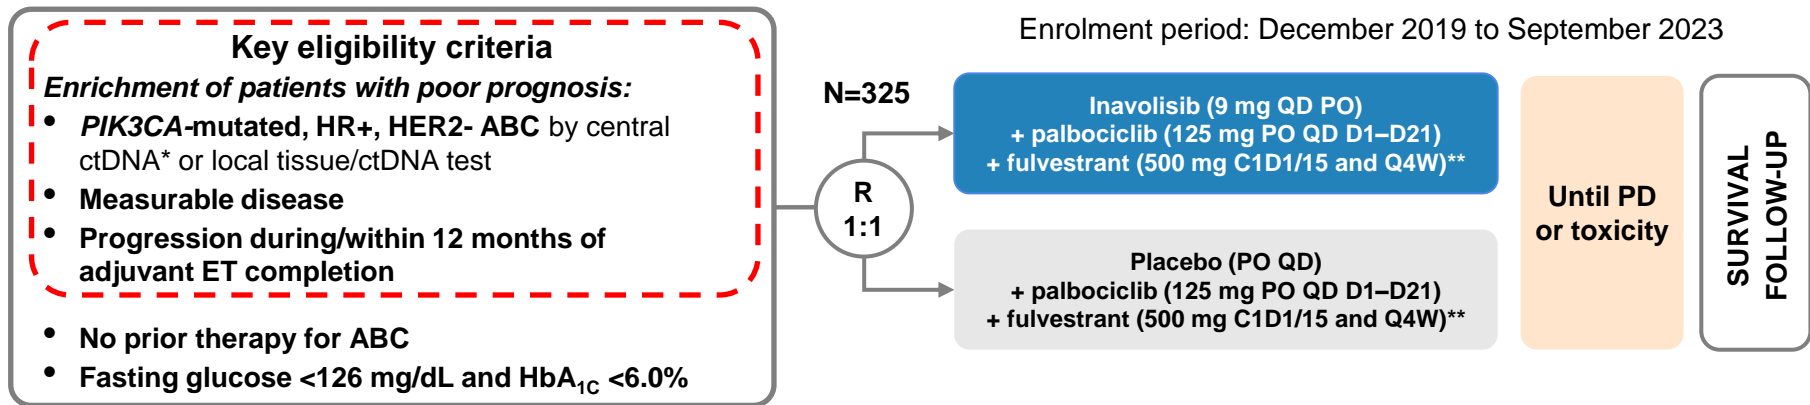 Key eligibility criteria
Enrichment of patients with poor prognosis:
• PIK3CA-mutated, HR+, HER2- ABC by central
ctDNA* or local tissue/ctDNA test
• Measurable disease
• Progression during/within 12 months of
adjuvant ET completion
• No prior therapy for ABC
• Fasting glucose <126 mg/dL and HbA1C <6.0%
N=325
R
1:1
Enrolment period: December 2019 to September 2023
Inavolisib (9 mg QD PO)
+ palbociclib (125 mg PO QD D1–D21)
+ fulvestrant (500 mg C1D1/15 and Q4W)**
Placebo (PO QD)
+ palbociclib (125 mg PO QD D1–D21)
+ fulvestrant (500 mg C1D1/15 and Q4W)**
Until PD
or toxicity
SURVIVAL
FOLLOW-UP